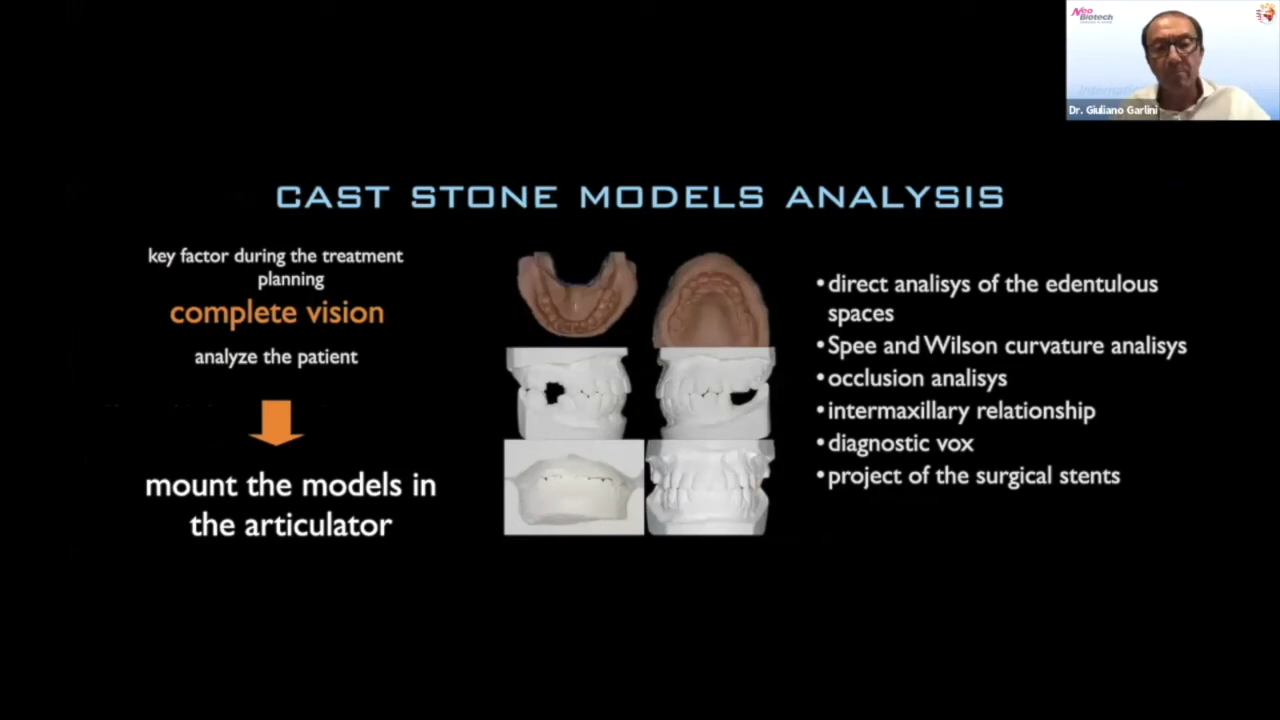 Neo
Biotech
Dr. Giuliano Garlini
CAST STONE MODELS ANALYSIS
key factor during the treatment
planning
complete vision
analyze the patient
mount the models in
the articulator
•direct analisys of the edentulous
spaces
•Spee and Wilson curvature analisys
•occlusion analisys
•intermaxillary relationship
•diagnostic vox
•project of the surgical stents